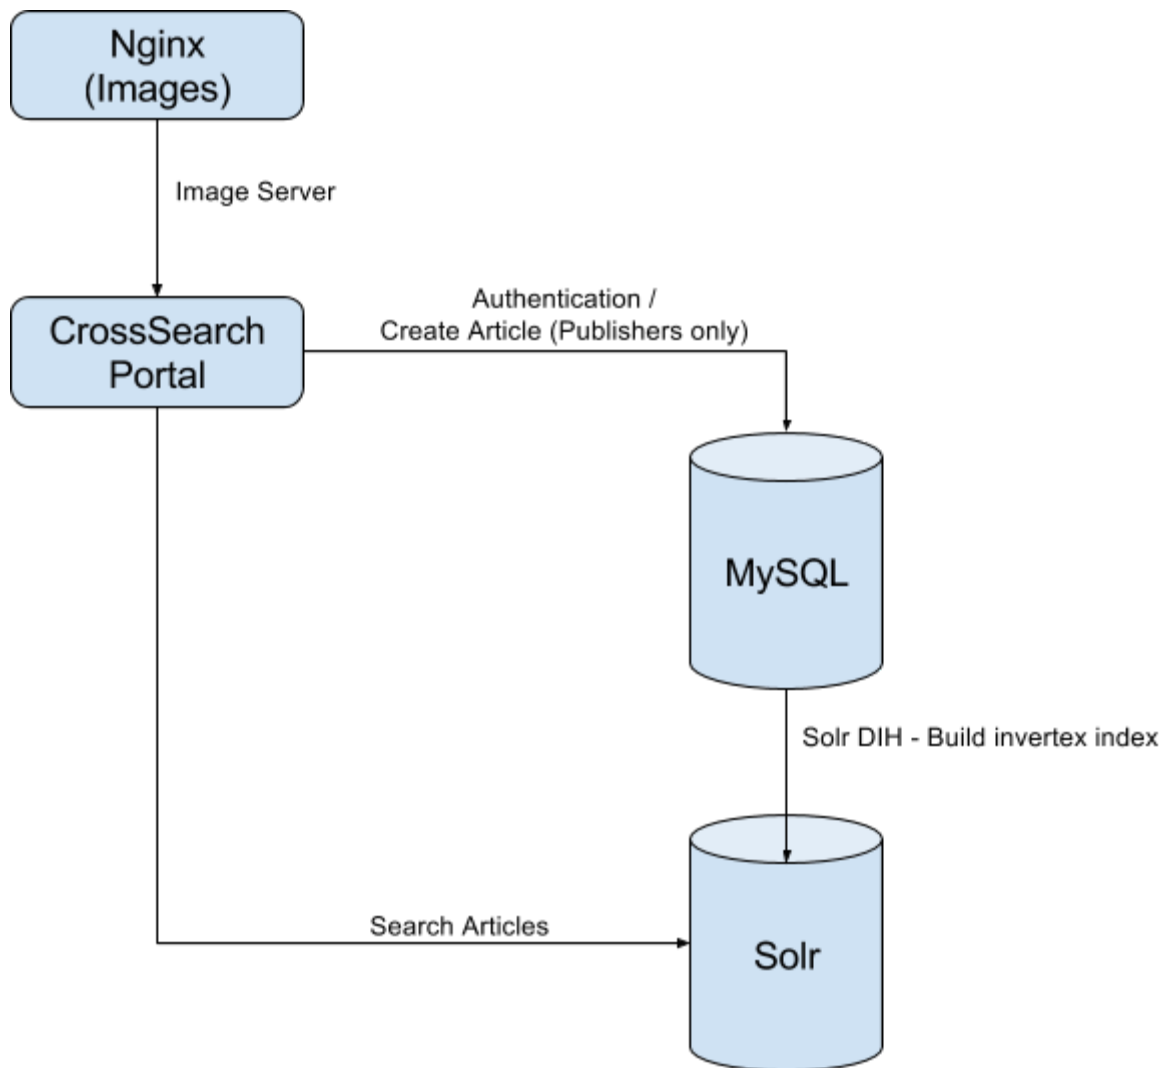 Nginx
(Images)
Image Server
CrossSearch
Portal
Authentication /
Create Article (Publishers only)
MySQL
Solr DIH - Build invertex index
Search Articles
Solr